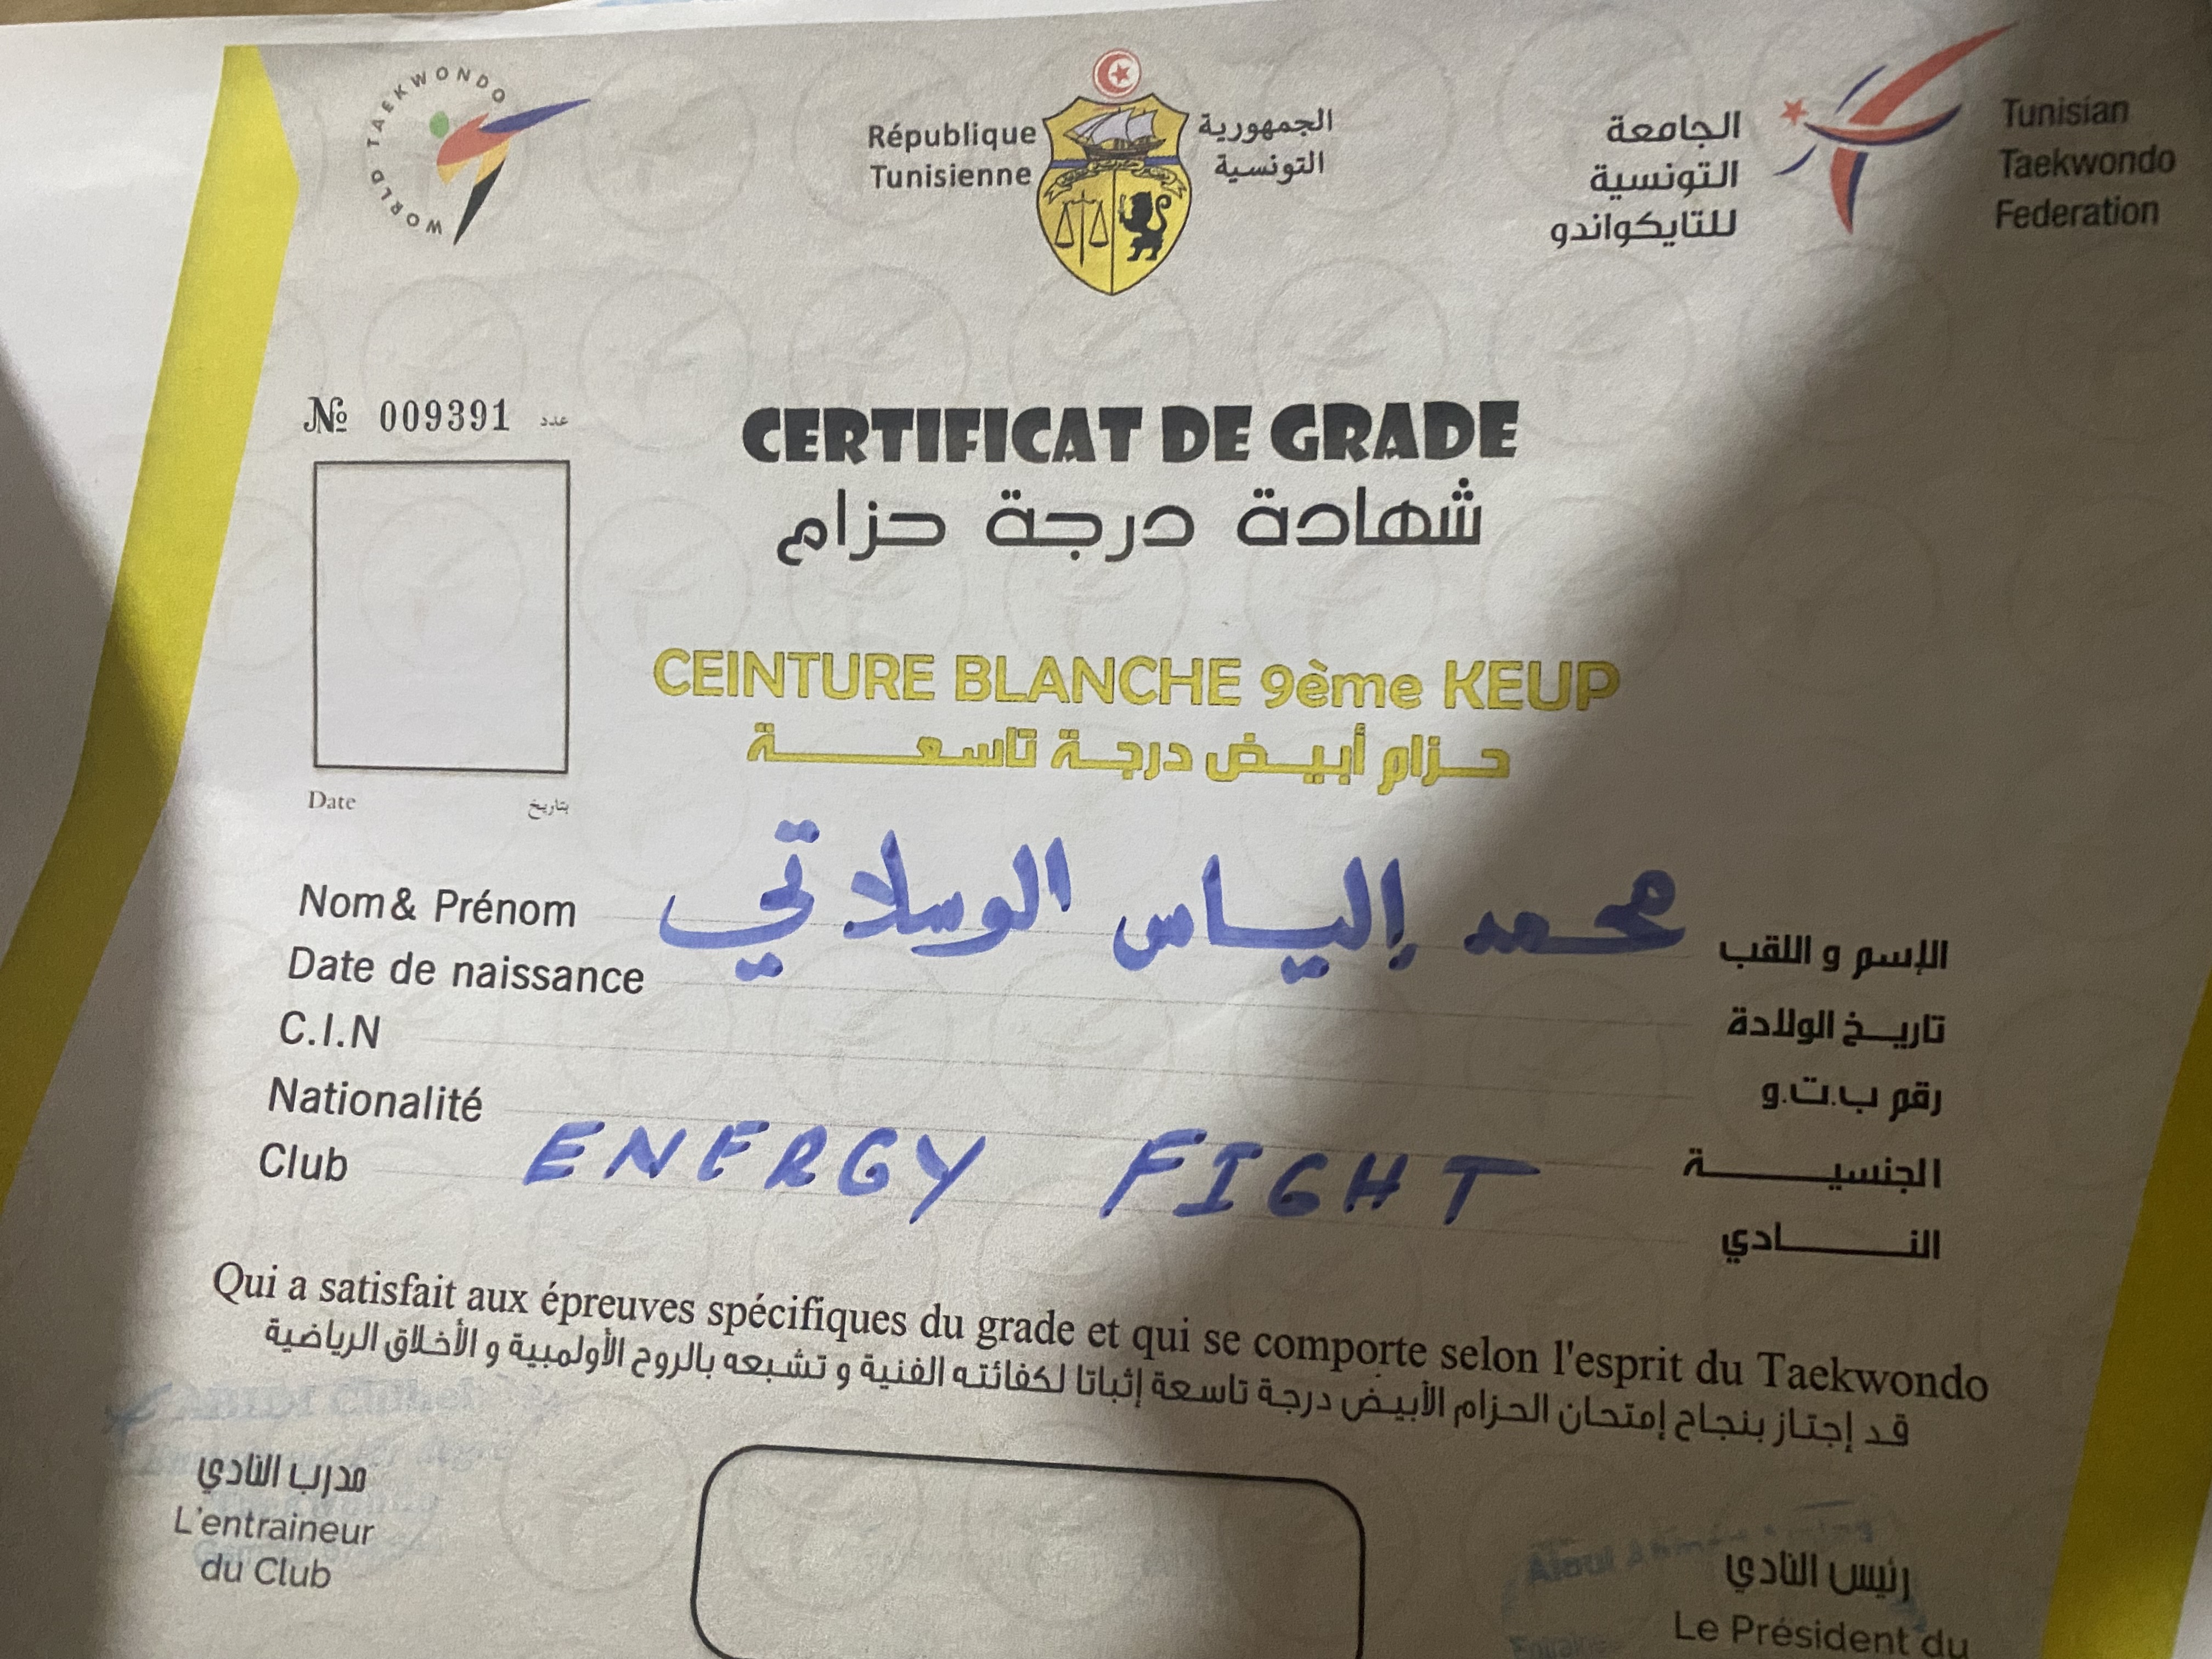 WORLD TAEKWONDO
République
Tunisienne
الجمهورية
التونسية
الجامعة
التونسية
للتايكواندو
Tunisian
Taekwondo
Federation
№ 009391 عدد
CERTIFICAT DE GRADE
شهادة درجة حزام
CEINTURE BLANCHE 9ème KEUP
حزام أبيض درجة تاسعة
Date بتاريخ
Nom& Prénom محمد إلياس الوسلاتي الإسم و اللقب
Date de naissance تاريخ الولادة
C.I.N رقم ب.ت.و
Nationalité الجنسية
Club ENERGY FIGHT النادي
Qui a satisfait aux épreuves spécifiques du grade et qui se comporte selon l'esprit du Taekwondo
قد إجتاز بنجاح إمتحان الحزام الأبيض درجة تاسعة إثباتا لكفائته الفنية و تشبعه بالروح الأولمبية و الأخلاق الرياضية
مدرب النادي
L'entraineur
du Club
رئيس النادي
Le Président du